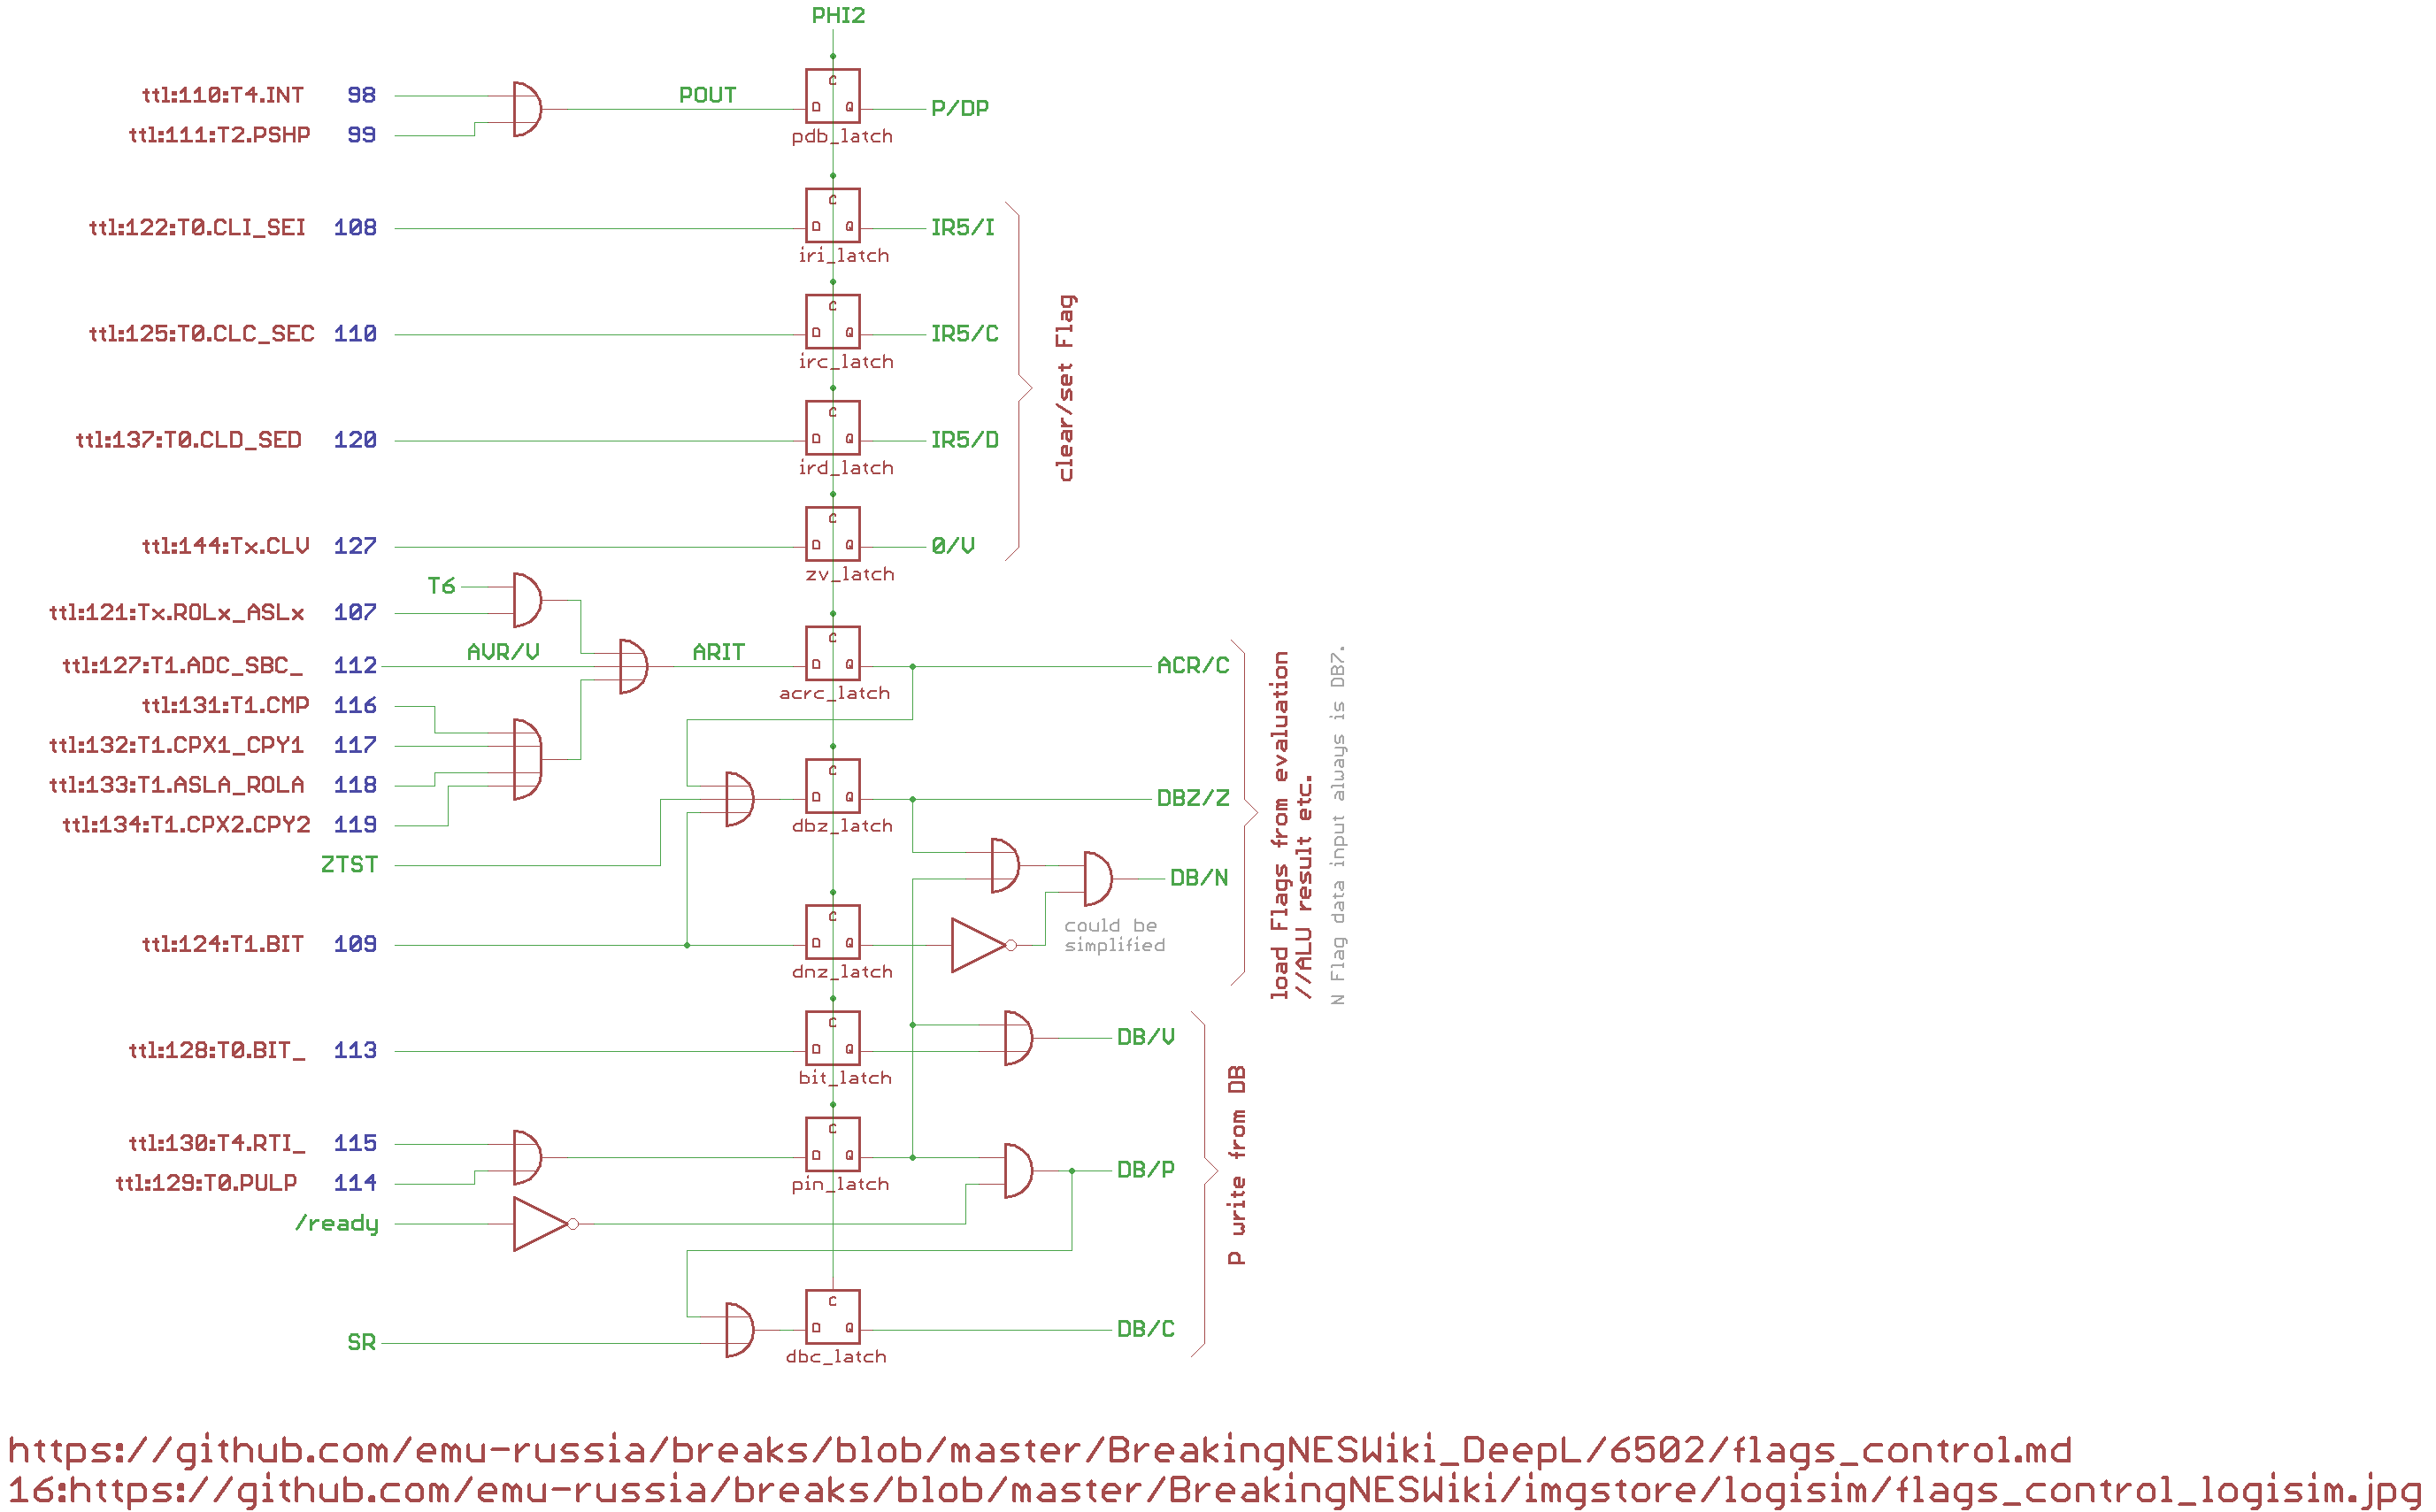 PHI2
ttl:110:T4.INT 98 POUT P/DP
ttl:111:T2.PSHP 99
C
D Q
pdb_latch
ttl:122:T0.CLI_SEI 108 IR5/I
C
D Q
iri_latch
ttl:125:T0.CLC_SEC 110 IR5/C
C
D Q
irc_latch
ttl:137:T0.CLD_SED 120 IR5/D
C
D Q
ird_latch
ttl:144:Tx.CLV 127 0/V
C
D Q
zv_latch
clear/set Flag
T6
ttl:121:Tx.ROLx_ASLx 107
ttl:127:T1.ADC_SBC_ 112 AVR/V ARIT ACR/C
C
D Q
acrc_latch
ttl:131:T1.CMP 116
ttl:132:T1.CPX1_CPY1 117
ttl:133:T1.ASLA_ROLA 118
ttl:134:T1.CPX2.CPY2 119
C
D Q
dbz_latch
DBZ/Z
ZTST
DB/N
could be
simplified
ttl:124:T1.BIT 109
C
D Q
dnz_latch
load Flags from evaluation
//ALU result etc.
N Flag data input always is DB7.
ttl:128:T0.BIT_ 113 DB/V
C
D Q
bit_latch
ttl:130:T4.RTI_ 115
ttl:129:T0.PULP 114
C
D Q
pin_latch
DB/P
/ready
P write from DB
SR
C
D Q
dbc_latch
DB/C
https://github.com/emu-russia/breaks/blob/master/BreakingNESWiki_DeepL/6502/flags_control.md
16:https://github.com/emu-russia/breaks/blob/master/BreakingNESWiki/imgstore/logisim/flags_control_logisim.jpg